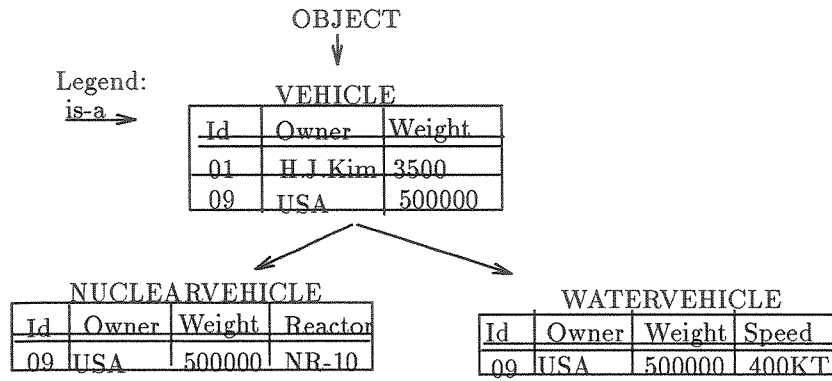 OBJECT
Legend:
is-a
VEHICLE
Id Owner Weight
01 H.J.Kim 3500
09 USA 500000
NUCLEARVEHICLE
Id Owner Weight Reactor
09 USA 500000 NR-10
WATERVEHICLE
Id Owner Weight Speed
09 USA 500000 400KT